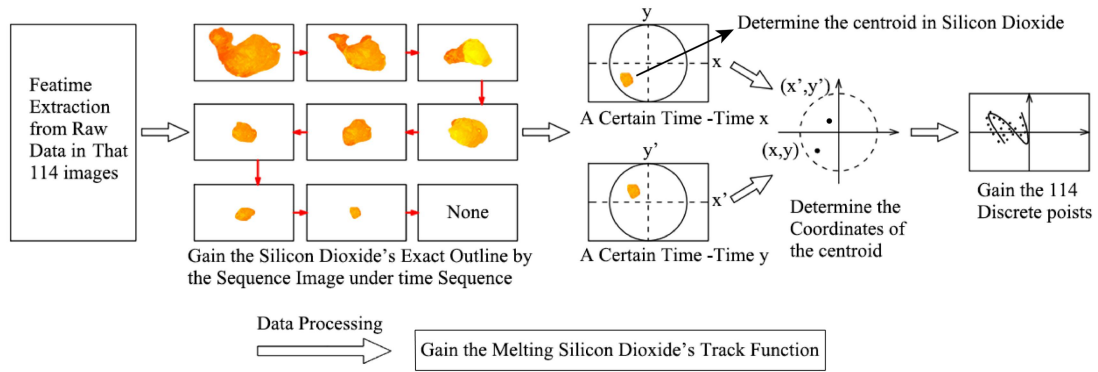 Featime
Extraction
from Raw
Data in That
114 images
None
Gain the Silicon Dioxide's Exact Outline by
the Sequence Image under time Sequence
y
x
Determine the centroid in Silicon Dioxide
A Certain Time -Time x
y'
x'
A Certain Time -Time y
(x',y')
(x,y)
Determine the
Coordinates of
the centroid
Gain the 114
Discrete poists
Data Processing
Gain the Melting Silicon Dioxide's Track Function